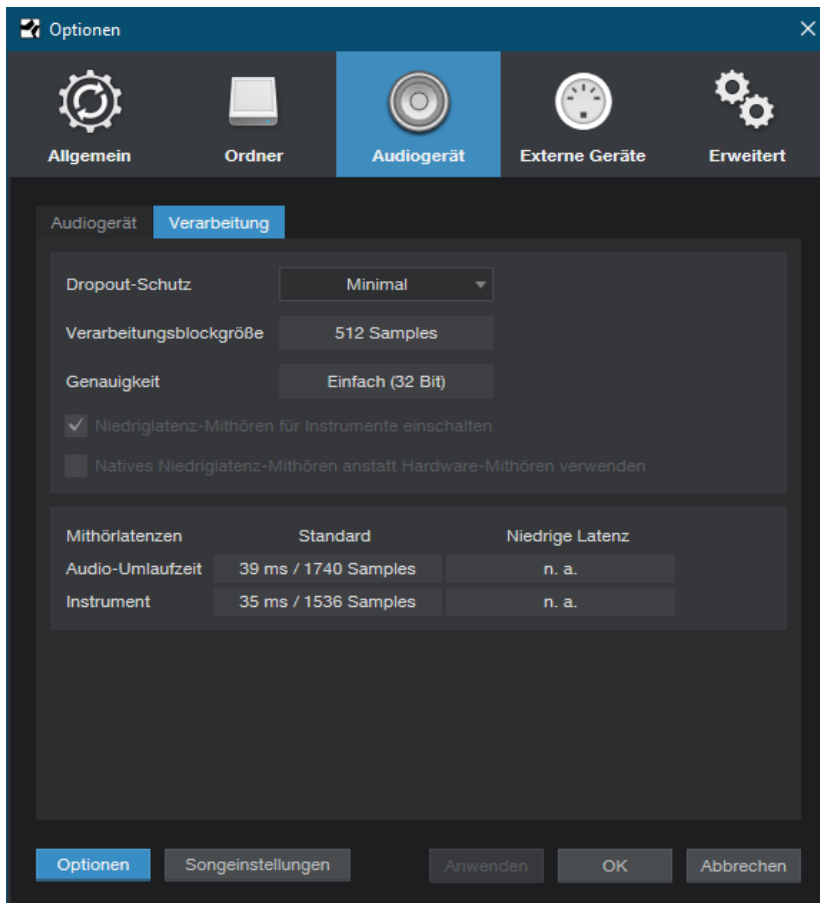 Optionen
Allgemein Ordner Audiogerät Externe Geräte Erweitert
Audiogerät Verarbeitung
Dropout-Schutz Minimal
Verarbeitungsblockgröße 512 Samples
Genauigkeit Einfach (32 Bit)
Niedriglatenz-Mithören für Instrumente einschalten
Natives Niedriglatenz-Mithören anstatt Hardware-Mithören verwenden
Mithörlatenzen Standard Niedrige Latenz
Audio-Umlaufzeit 39 ms / 1740 Samples n. a.
Instrument 35 ms / 1536 Samples n. a.
Optionen Songeinstellungen Anwenden OK Abbrechen